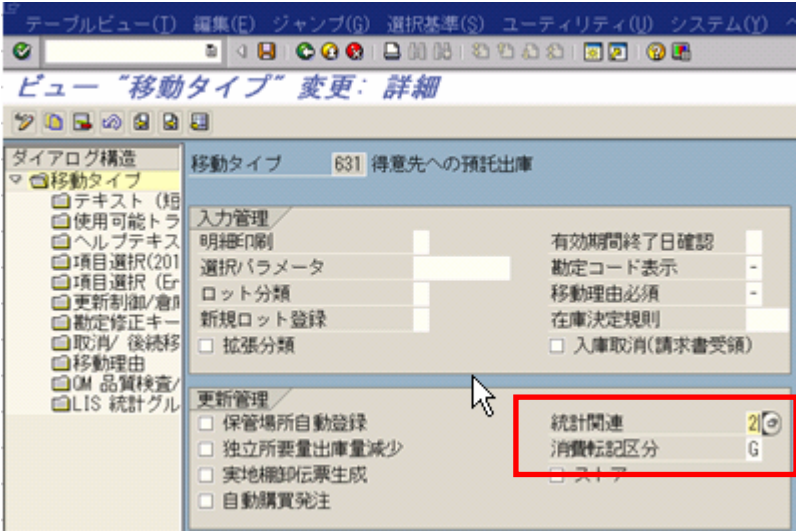 テーブルビュー(T) 編集(E) ジャンプ(G) 選択基準(S) ユーティリティ(U) システム(Y)
ビュー "移動タイプ" 変更: 詳細
ダイアログ構造
移動タイプ
テキスト (短
使用可能トラ
ヘルプテキス
項目選択(201
項目選択 (Er
更新制御/倉庫
勘定修正キー
取消/ 後続移
移動理由
QM 品質検査/
LIS 統計グル
移動タイプ 631 得意先への預託出庫
入力管理
明細印刷 有効期間終了日確認
選択パラメータ 勘定コード表示 -
ロット分類 移動理由必須 -
新規ロット登録 在庫決定規則
拡張分類 入庫取消(請求書受領)
更新管理
保管場所自動登録 統計関連 2
独立所要量出庫量減少 消費転記区分 G
実地棚卸伝票生成 ストア
自動購買発注